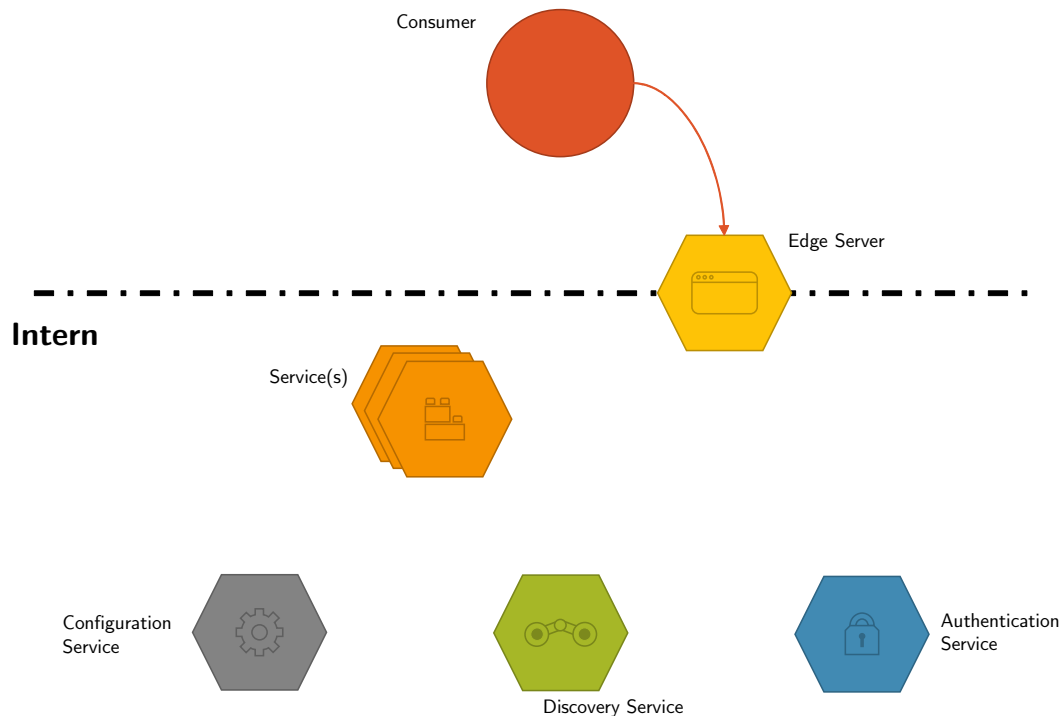 Consumer
Edge Server
Intern
Service(s)
Configuration
Service
Authentication
Service
Discovery Service